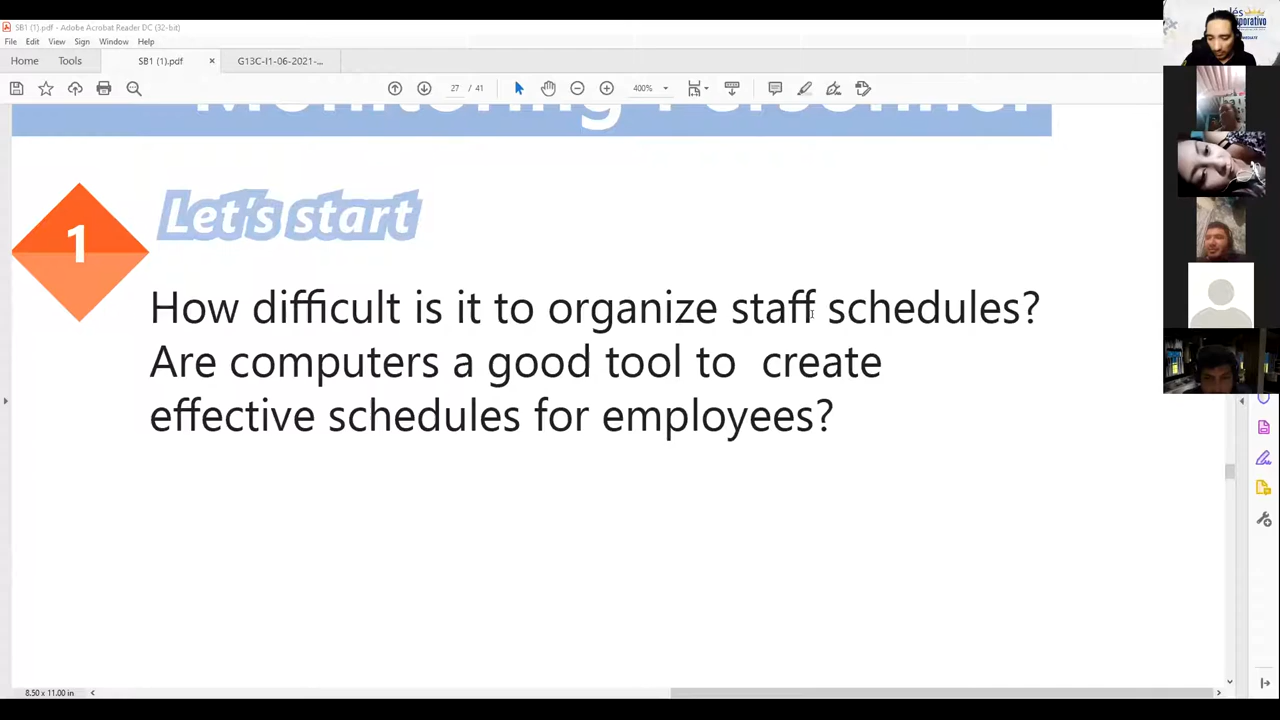 SB1 (1).pdf - Adobe Acrobat Reader DC (32-bit)
File Edit View Sign Window Help
Home Tools SB1 (1).pdf × G13C-I1-06-2021-...
27 / 41 400%
Monitoring Personnel
1 Let's start
How difficult is it to organize staff schedules?
Are computers a good tool to create
effective schedules for employees?
8.50 x 11.00 in